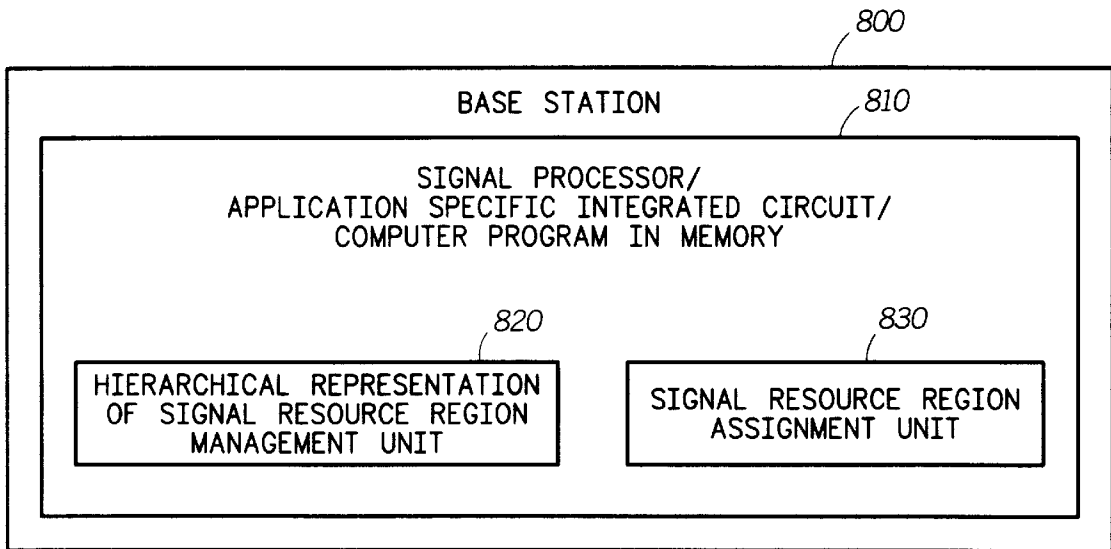 800
BASE STATION
810
SIGNAL PROCESSOR/
APPLICATION SPECIFIC INTEGRATED CIRCUIT/
COMPUTER PROGRAM IN MEMORY
820
HIERARCHICAL REPRESENTATION
OF SIGNAL RESOURCE REGION
MANAGEMENT UNIT
830
SIGNAL RESOURCE REGION
ASSIGNMENT UNIT